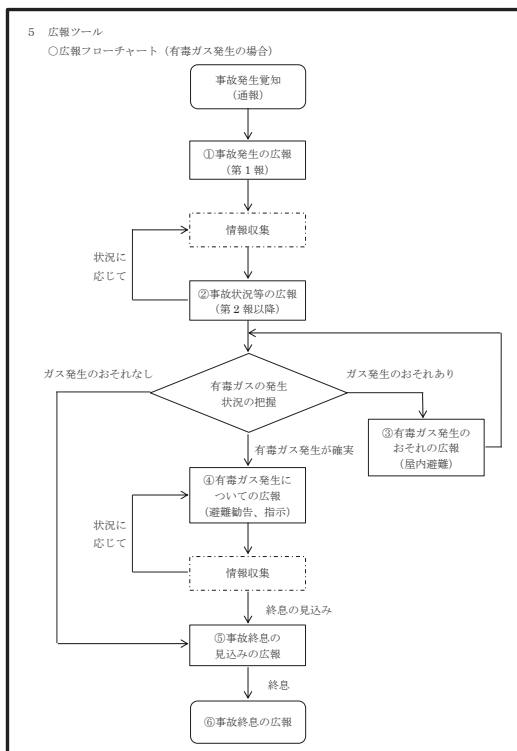 5 広報ツール
○広報フローチャート（有毒ガス発生の場合）
事故発生覚知
（通報）
①事故発生の広報
（第１報）
情報収集
状況に
応じて
②事故状況等の広報
（第２報以降）
ガス発生のおそれなし
ガス発生のおそれあり
有毒ガスの発生
状況の把握
③有毒ガス発生の
おそれの広報
（屋内避難）
有毒ガス発生が確実
④有毒ガス発生に
ついての広報
（避難勧告、指示）
状況に
応じて
情報収集
終息の見込み
⑤事故終息の
見込みの広報
終息
⑥事故終息の広報